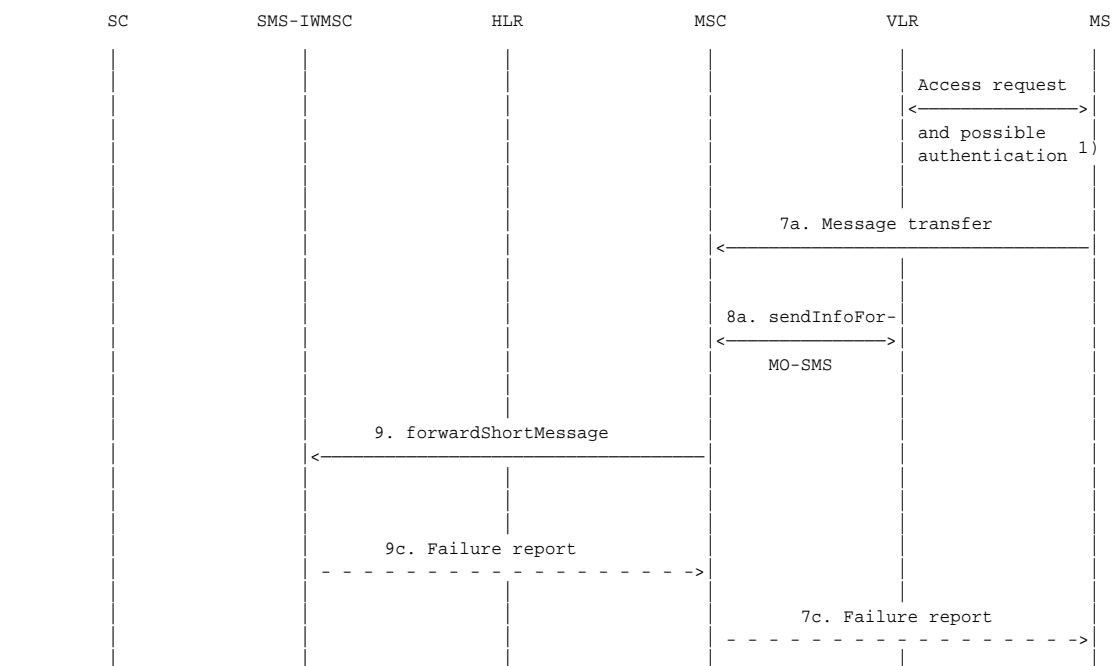 SC SMS-IWMSC HLR MSC VLR MS
Access request
and possible
authentication 1)
7a. Message transfer
8a. sendInfoFor-
MO-SMS
9. forwardShortMessage
9c. Failure report
7c. Failure report